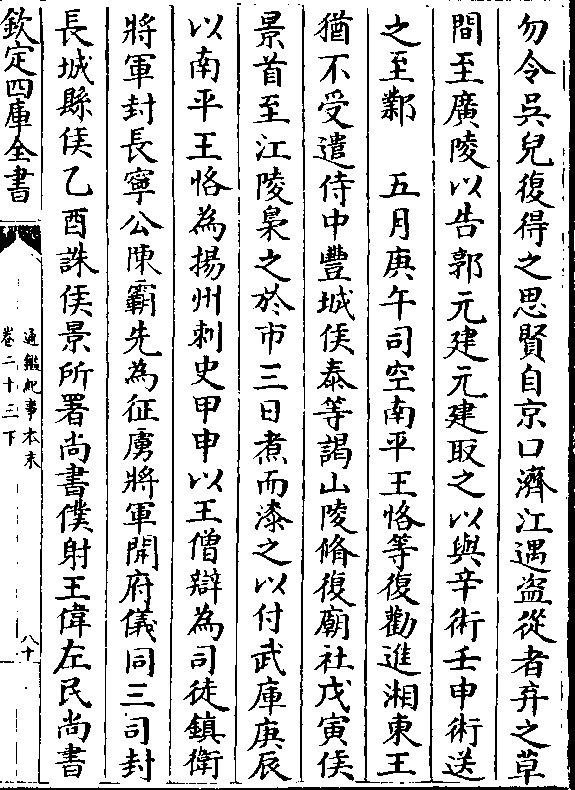 勿令吳兒復得之思賢自京口濟江遇盗從者弃之草
間至廣陵以告郭元建元建取之以與辛術壬申術送
之至鄴　五月庚午司空南平王恪等復勸進湘東王
猶不受遣侍中豐城侯泰等謁山陵脩復廟社戊寅侯
景首至江陵梟之於市三日煮而漆之以付武庫庚辰
以南平王恪為揚州刺史甲申以王僧辯為司徒鎮衛
將軍封長寧公陳霸先為征虜將軍開府儀同三司封
長城縣侯乙酉誅侯景所署尚書僕射王偉左民尚書
欽定四庫全書
通鑑紀事本末
卷二十三下
八十